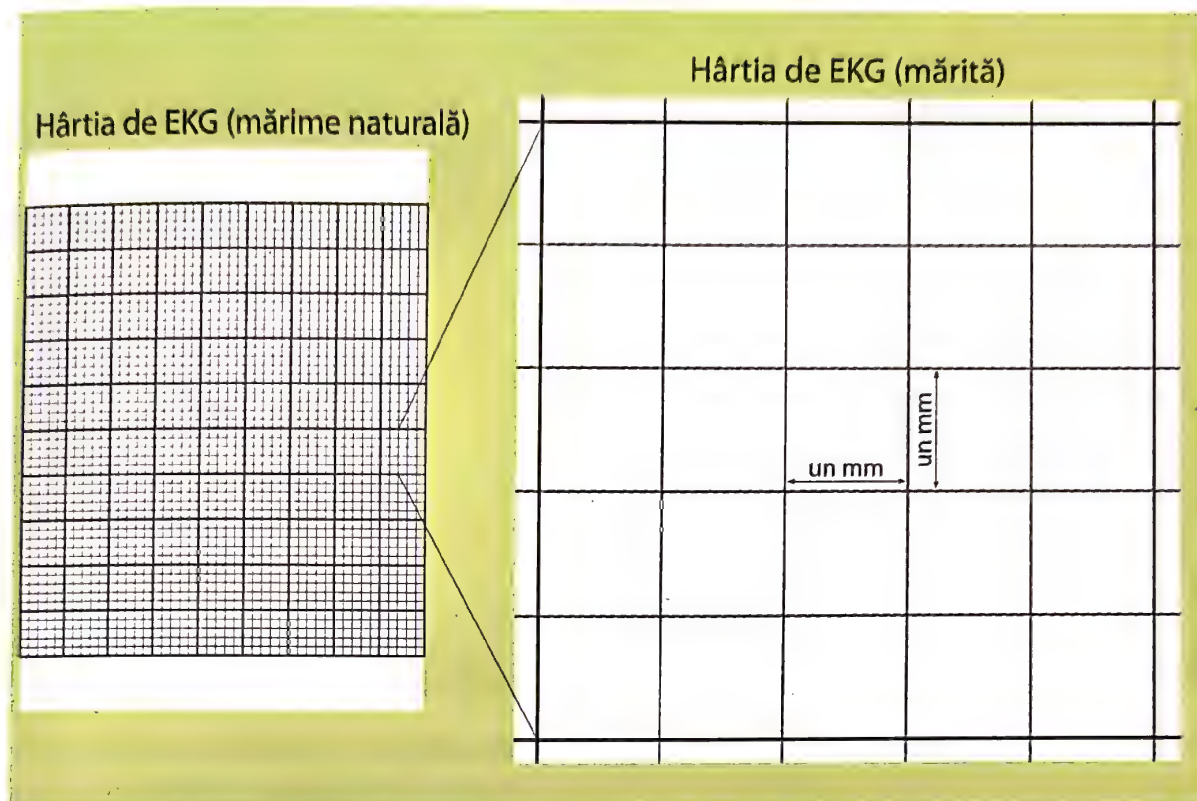 Hârtia de EKG (mărită)
Hârtia de EKG (mărime naturală)
un mm
un mm